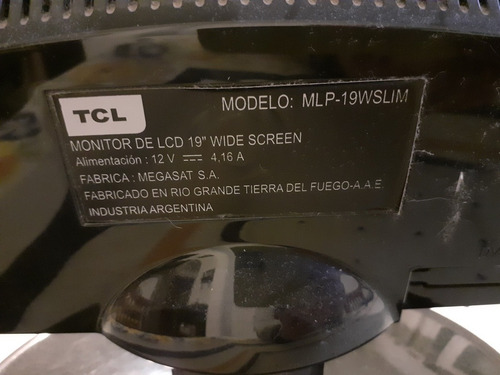 TCL
MODELO: MLP-19WSLIM
MONITOR DE LCD 19" WIDE SCREEN
Alimentación : 12 V ⎓ 4,16 A
FABRICA : MEGASAT S.A.
FABRICADO EN RIO GRANDE TIERRA DEL FUEGO-A.A.E.
INDUSTRIA ARGENTINA